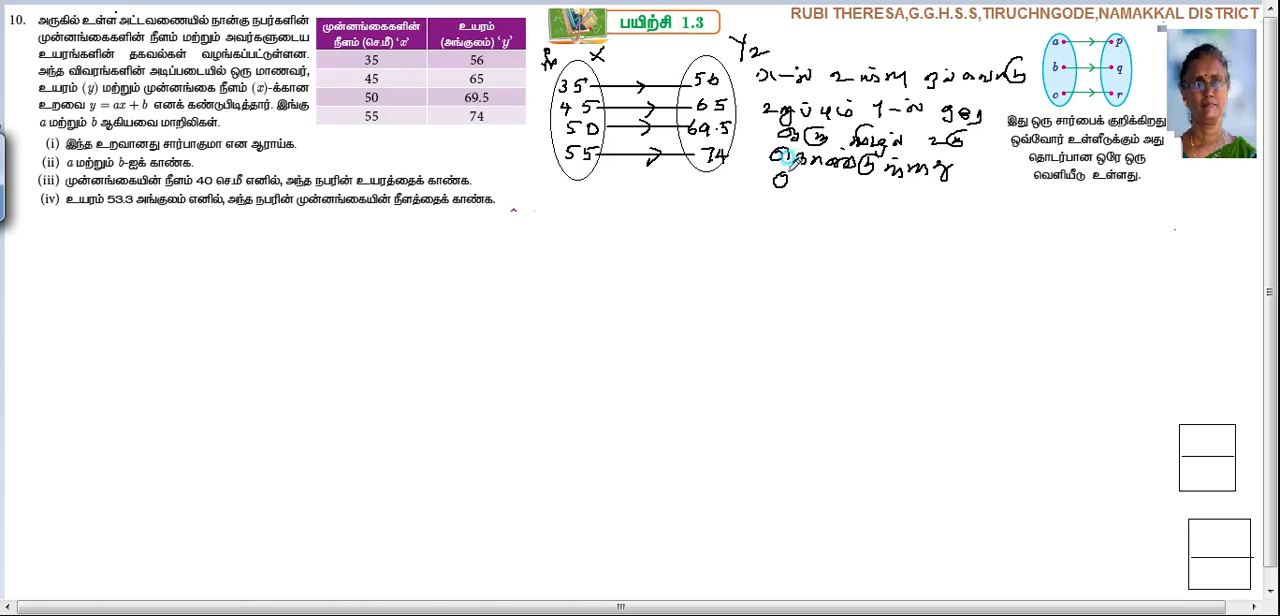 RUBI THERESA,G.G.H.S.S,TIRUCHNGODE,NAMAKKAL DISTRICT
பயிற்சி 1.3
10. அருகில் உள்ள அட்டவணையில் நான்கு நபர்களின்
முன்னங்கைகளின் நீளம் மற்றும் அவர்களுடைய
உயரங்களின் தகவல்கள் வழங்கப்பட்டுள்ளன.
அந்த விவரங்களின் அடிப்படையில் ஒரு மாணவர்,
உயரம் (y) மற்றும் முன்னங்கை நீளம் (x)-க்கான
உறவை y = ax + b எனக் கண்டுபிடித்தார். இங்கு
a மற்றும் b ஆகியவை மாறிலிகள்.
(i) இந்த உறவானது சார்பாகுமா என ஆராய்க.
(ii) a மற்றும் b-ஐக் காண்க.
(iii) முன்னங்கையின் நீளம் 40 செ.மீ எனில், அந்த நபரின் உயரத்தைக் காண்க.
(iv) உயரம் 53.3 அங்குலம் எனில், அந்த நபரின் முன்னங்கையின் நீளத்தைக் காண்க.
முன்னங்கைகளின் நீளம் (செ.மீ) ‘x’ உயரம் (அங்குலம்) ‘y’
35 56
45 65
50 69.5
55 74
X Y
35 56
45 65
50 69.5
55 74
a p
b q
c r
இது ஒரு சார்பைக் குறிக்கிறது
ஒவ்வோர் உள்ளீடுக்கும் அது
தொடர்பான ஒரே ஒரு
வெளியீடு உள்ளது.